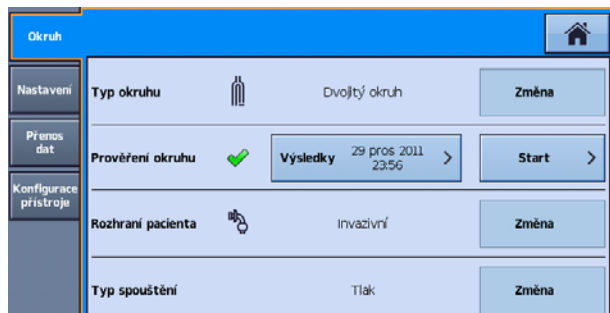 Okruh
Nastavení
Typ okruhu
Dvojitý okruh
Změna
Přenos
dat
Prověření okruhu
Výsledky
29 pros 2011
23:56
Start
Konfigurace
přístroje
Rozhraní pacienta
Invazivní
Změna
Typ spouštění
Tlak
Změna